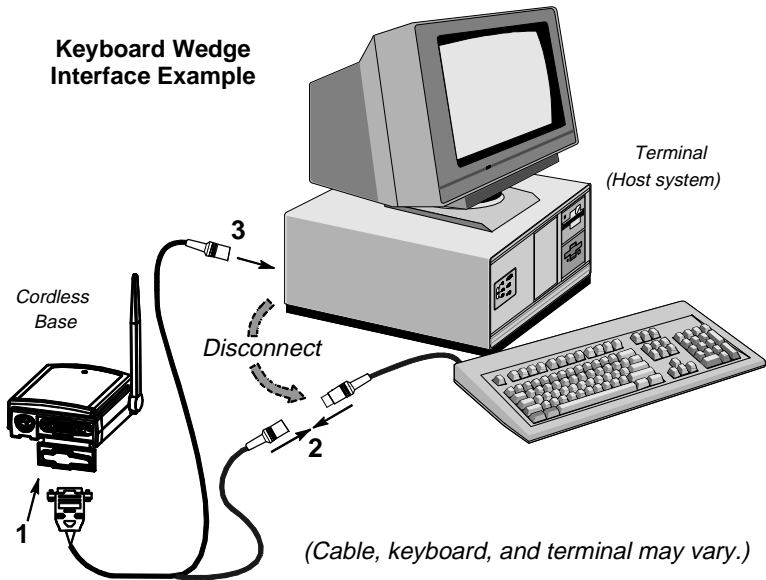 Keyboard Wedge
Interface Example
Terminal
(Host system)
3
Cordless
Base
Disconnect
2
1
(Cable, keyboard, and terminal may vary.)